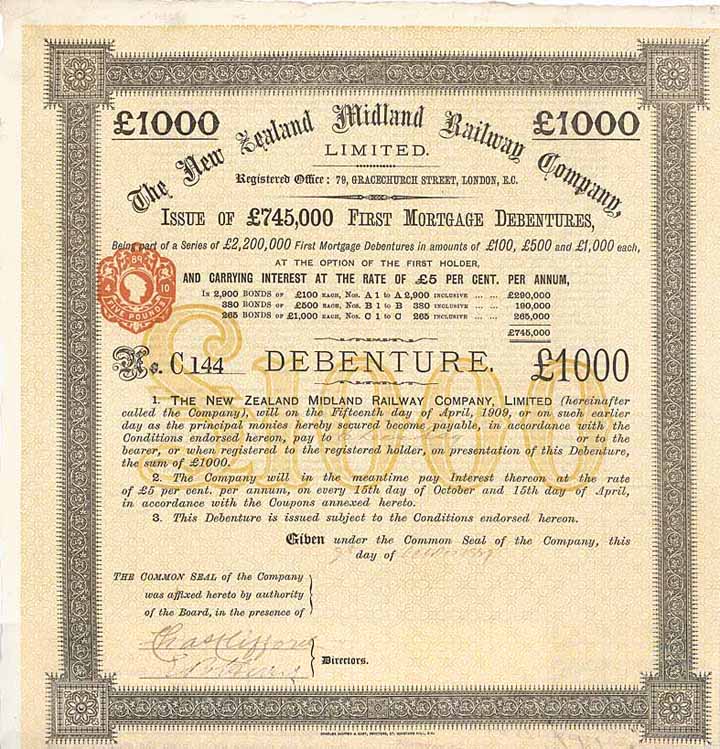 £1000 £1000
The New Zealand Midland Railway Company,
LIMITED.
Registered Office: 79, GRACECHURCH STREET, LONDON, E.C.
ISSUE OF £745,000 FIRST MORTGAGE DEBENTURES,
Being part of a Series of £2,200,000 First Mortgage Debentures in amounts of £100, £500 and £1,000 each,
AT THE OPTION OF THE FIRST HOLDER,
AND CARRYING INTEREST AT THE RATE OF £5 PER CENT. PER ANNUM,
IN 2,900 BONDS OF £100 EACH, Nos. A 1 to A 2,900 INCLUSIVE ... ... £290,000
380 BONDS OF £500 EACH, Nos. B 1 to B 380 INCLUSIVE ... ... 190,000
265 BONDS OF £1,000 EACH, Nos. C 1 to C 265 INCLUSIVE ... ... 265,000
£745,000
89
4 10
FIVE POUNDS
£1000
No. C 144 DEBENTURE. £1000
1. THE NEW ZEALAND MIDLAND RAILWAY COMPANY, LIMITED (hereinafter
called the Company), will on the Fifteenth day of April, 1909, or on such earlier
day as the principal monies hereby secured become payable, in accordance with the
Conditions endorsed hereon, pay to or to the
bearer, or when registered to the registered holder, on presentation of this Debenture,
the sum of £1000.
2. The Company will in the meantime pay Interest thereon at the rate
of £5 per cent. per annum, on every 15th day of October and 15th day of April,
in accordance with the Coupons annexed hereto.
3. This Debenture is issued subject to the Conditions endorsed hereon.
Given under the Common Seal of the Company, this
day of
THE COMMON SEAL of the Company
was affixed hereto by authority
of the Board, in the presence of
Directors.